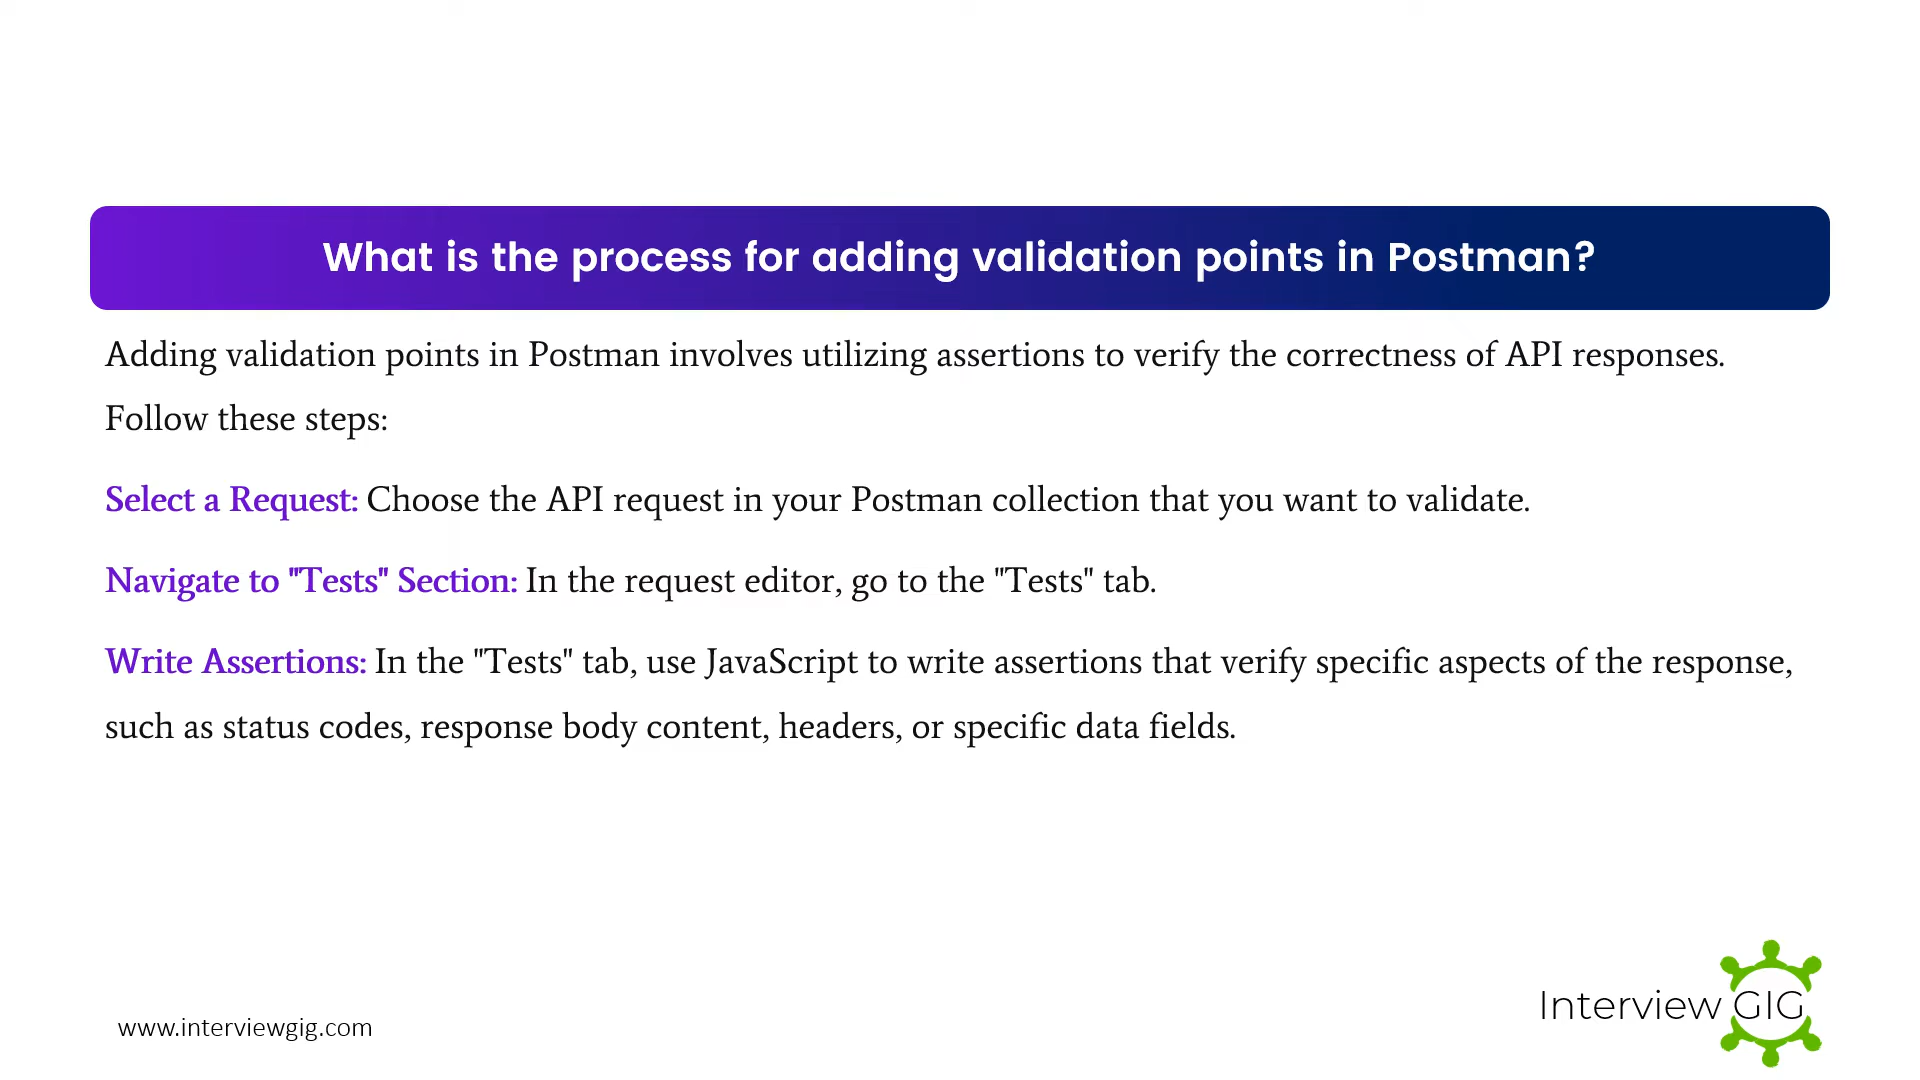 What is the process for adding validation points in Postman?
Adding validation points in Postman involves utilizing assertions to verify the correctness of API responses.
Follow these steps:
Select a Request: Choose the API request in your Postman collection that you want to validate.
Navigate to "Tests" Section: In the request editor, go to the "Tests" tab.
Write Assertions: In the "Tests" tab, use JavaScript to write assertions that verify specific aspects of the response,
such as status codes, response body content, headers, or specific data fields.
Interview GIG
www.interviewgig.com